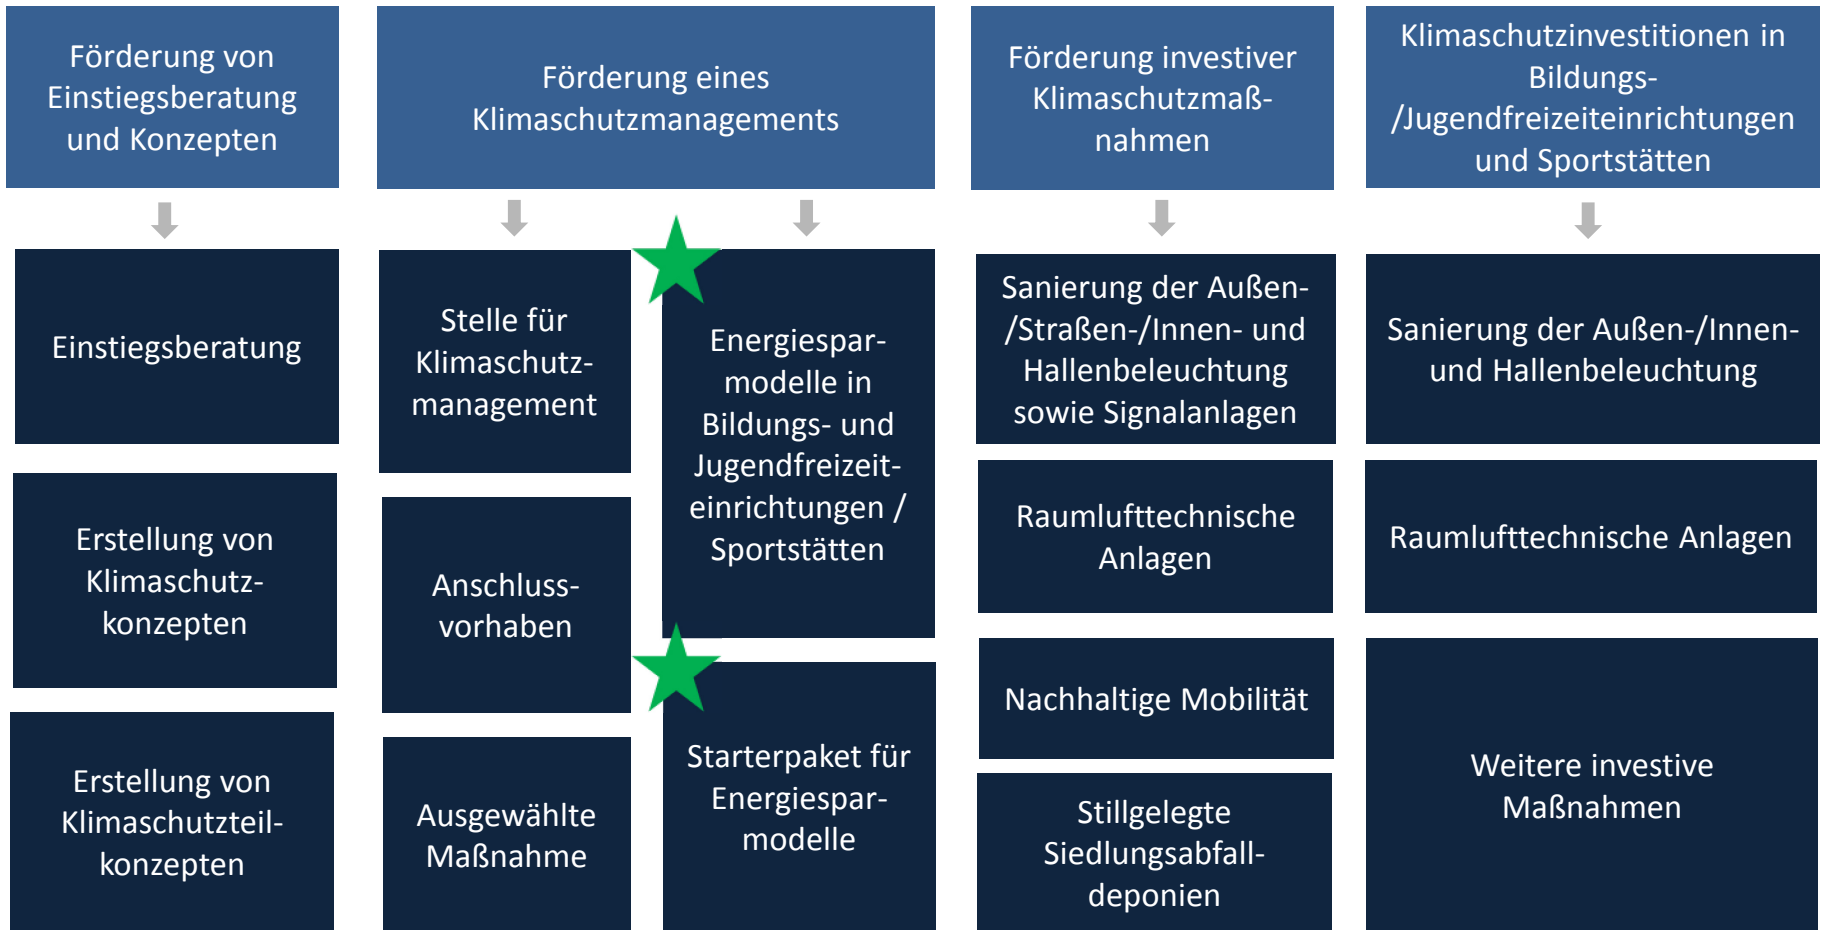 Förderung von
Einstiegsberatung
und Konzepten
Förderung eines
Klimaschutzmanagements
Förderung investiver
Klimaschutzmaß-
nahmen
Klimaschutzinvestitionen in
Bildungs-
/Jugendfreizeiteinrichtungen
und Sportstätten
Einstiegsberatung
Erstellung von
Klimaschutz-
konzepten
Erstellung von
Klimaschutzteil-
konzepten
Stelle für
Klimaschutz-
management
Anschluss-
vorhaben
Ausgewählte
Maßnahme
Energiespar-
modelle in
Bildungs- und
Jugendfreizeit-
einrichtungen /
Sportstätten
Starterpaket für
Energiespar-
modelle
Sanierung der Außen-
/Straßen-/Innen- und
Hallenbeleuchtung
sowie Signalanlagen
Raumlufttechnische
Anlagen
Nachhaltige Mobilität
Stillgelegte
Siedlungsabfall-
deponien
Sanierung der Außen-/Innen-
und Hallenbeleuchtung
Raumlufttechnische Anlagen
Weitere investive
Maßnahmen